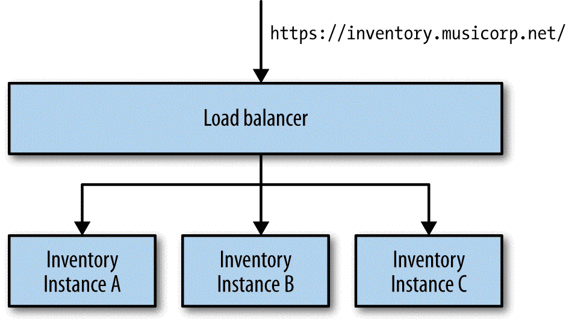 https://inventory.musicorp.net/
Load balancer
Inventory
Instance A
Inventory
Instance B
Inventory
Instance C